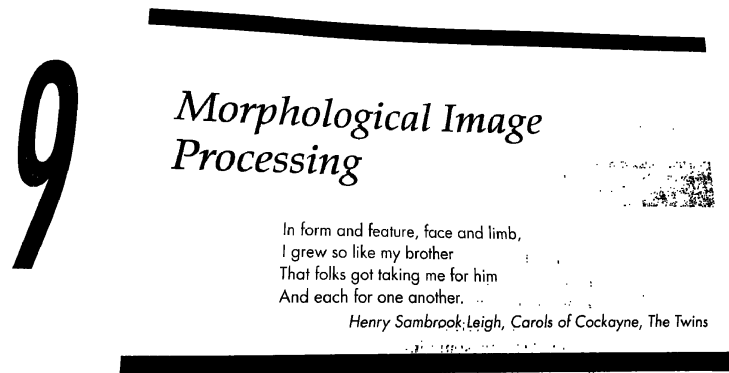 9
Morphological Image
Processing
In form and feature, face and limb,
I grew so like my brother
That folks got taking me for him
And each for one another.
Henry Sambrook Leigh, Carols of Cockayne, The Twins